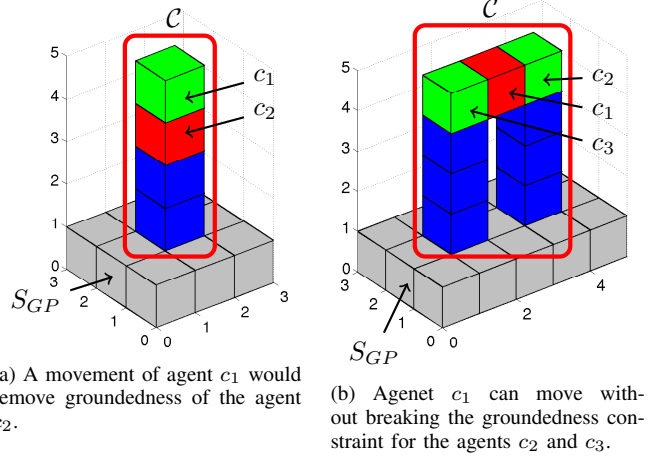 𝒞
5
4
3
2
1
0
3
2
1
0
0
1
2
3
c₁
c₂
S_GP
𝒞
5
4
3
2
1
0
3
2
1
0
0
2
4
c₂
c₁
c₃
S_GP
a) A movement of agent c₁ would
remove groundedness of the agent
c₂.
(b) Agenet c₁ can move with-
out breaking the groundedness con-
straint for the agents c₂ and c₃.